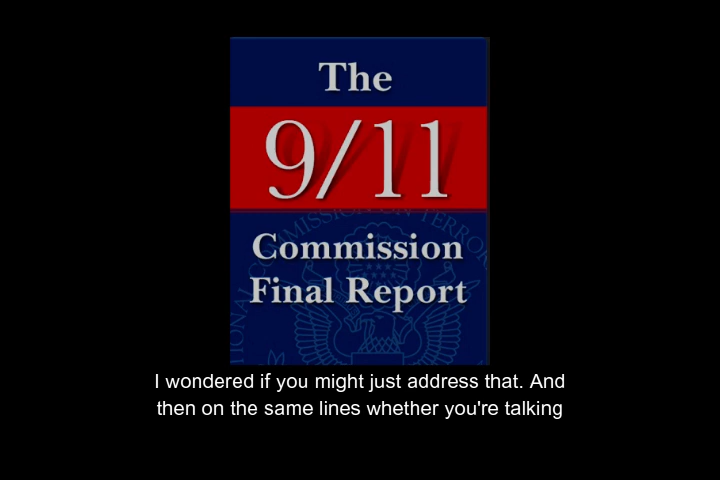 The
9/11
Commission
Final Report
I wondered if you might just address that. And
then on the same lines whether you're talking